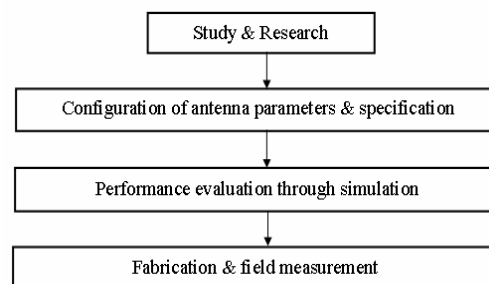 Study & Research
Configuration of antenna parameters & specification
Performance evaluation through simulation
Fabrication & field measurement